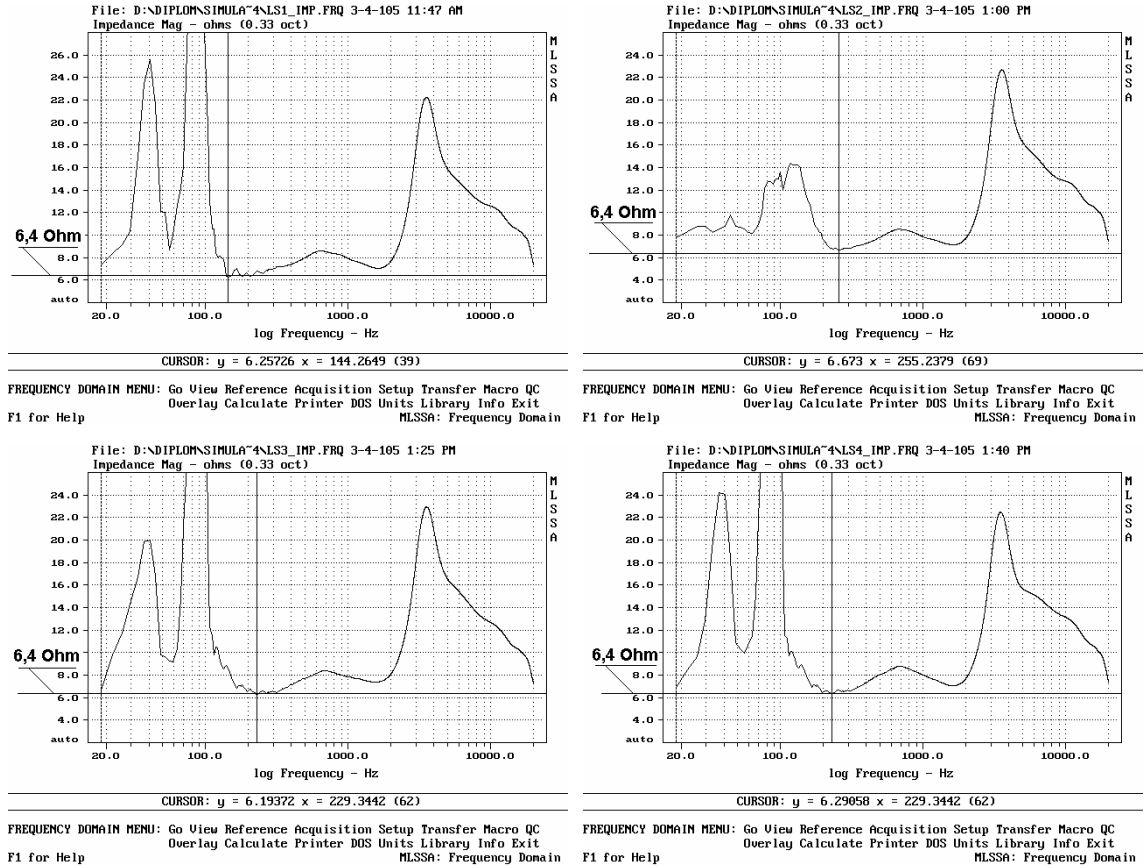 File: D:\DIPLOM\SIMULA~4\LS1_IMP.FRQ 3-4-105 11:47 AM
Impedance Mag - ohms (0.33 oct)
26.0
24.0
22.0
20.0
18.0
16.0
14.0
12.0
10.0
8.0
6.0
auto
6,4 Ohm
MLSSA
20.0 100.0 1000.0 10000.0
log Frequency - Hz
CURSOR: y = 6.25726 x = 144.2649 (39)
FREQUENCY DOMAIN MENU: Go View Reference Acquisition Setup Transfer Macro QC
Overlay Calculate Printer DOS Units Library Info Exit
F1 for Help MLSSA: Frequency Domain
File: D:\DIPLOM\SIMULA~4\LS2_IMP.FRQ 3-4-105 1:00 PM
Impedance Mag - ohms (0.33 oct)
24.0
22.0
20.0
18.0
16.0
14.0
12.0
10.0
8.0
6.0
4.0
auto
6,4 Ohm
MLSSA
20.0 100.0 1000.0 10000.0
log Frequency - Hz
CURSOR: y = 6.673 x = 255.2379 (69)
FREQUENCY DOMAIN MENU: Go View Reference Acquisition Setup Transfer Macro QC
Overlay Calculate Printer DOS Units Library Info Exit
F1 for Help MLSSA: Frequency Domain
File: D:\DIPLOM\SIMULA~4\LS3_IMP.FRQ 3-4-105 1:25 PM
Impedance Mag - ohms (0.33 oct)
24.0
22.0
20.0
18.0
16.0
14.0
12.0
10.0
8.0
6.0
4.0
auto
6,4 Ohm
MLSSA
20.0 100.0 1000.0 10000.0
log Frequency - Hz
CURSOR: y = 6.19372 x = 229.3442 (62)
FREQUENCY DOMAIN MENU: Go View Reference Acquisition Setup Transfer Macro QC
Overlay Calculate Printer DOS Units Library Info Exit
F1 for Help MLSSA: Frequency Domain
File: D:\DIPLOM\SIMULA~4\LS4_IMP.FRQ 3-4-105 1:40 PM
Impedance Mag - ohms (0.33 oct)
24.0
22.0
20.0
18.0
16.0
14.0
12.0
10.0
8.0
6.0
4.0
auto
6,4 Ohm
MLSSA
20.0 100.0 1000.0 10000.0
log Frequency - Hz
CURSOR: y = 6.29058 x = 229.3442 (62)
FREQUENCY DOMAIN MENU: Go View Reference Acquisition Setup Transfer Macro QC
Overlay Calculate Printer DOS Units Library Info Exit
F1 for Help MLSSA: Frequency Domain